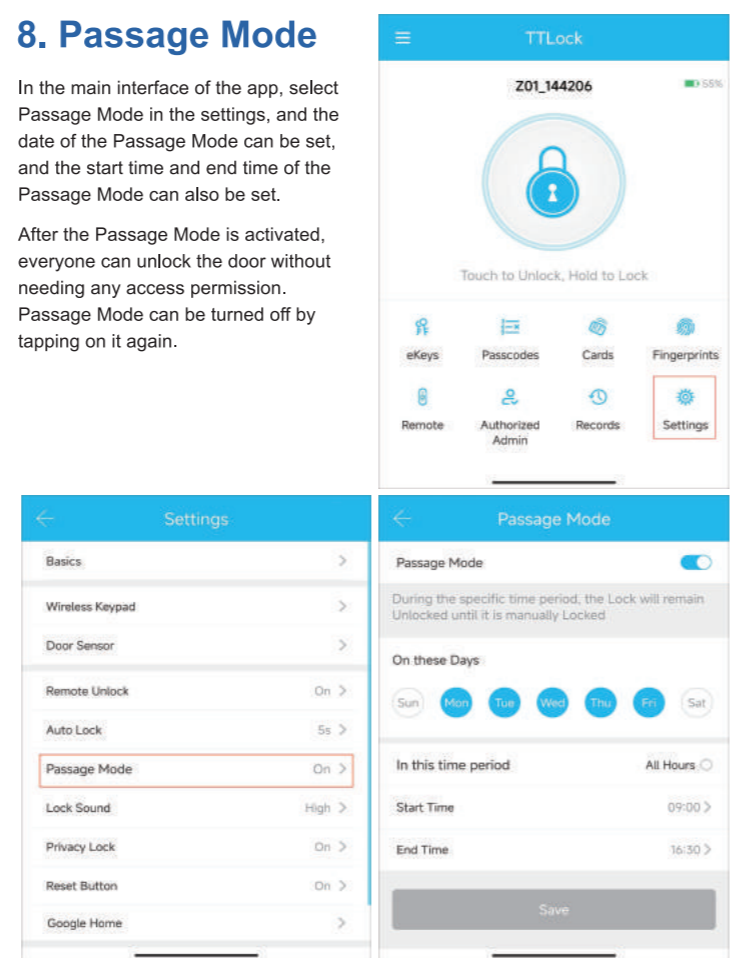 8. Passage Mode
In the main interface of the app, select
Passage Mode in the settings, and the
date of the Passage Mode can be set,
and the start time and end time of the
Passage Mode can also be set.
After the Passage Mode is activated,
everyone can unlock the door without
needing any access permission.
Passage Mode can be turned off by
tapping on it again.
TTLock
Z01_144206
55%
Touch to Unlock, Hold to Lock
eKeys
Passcodes
Cards
Fingerprints
Remote
Authorized
Admin
Records
Settings
Settings
Basics
Wireless Keypad
Door Sensor
Remote Unlock On
Auto Lock 5s
Passage Mode On
Lock Sound High
Privacy Lock On
Reset Button On
Google Home
Passage Mode
Passage Mode
During the specific time period, the Lock will remain
Unlocked until it is manually Locked
On these Days
Sun Mon Tue Wed Thu Fri Sat
In this time period All Hours
Start Time 09:00
End Time 16:30
Save